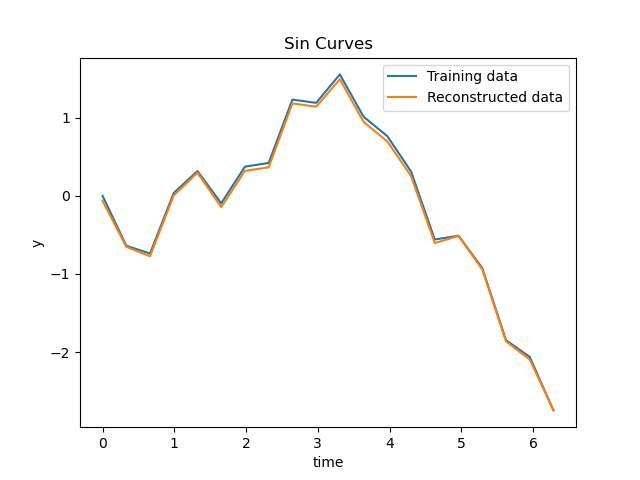 Sin Curves
Training data
Reconstructed data
y
1
0
−1
−2
0 1 2 3 4 5 6
time